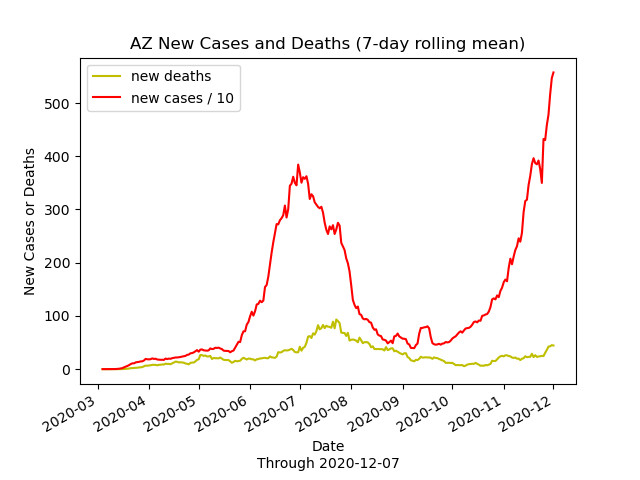 AZ New Cases and Deaths (7-day rolling mean)
new deaths
new cases / 10
New Cases or Deaths
500
400
300
200
100
0
2020-03
2020-04
2020-05
2020-06
2020-07
2020-08
2020-09
2020-10
2020-11
2020-12
Date
Through 2020-12-07